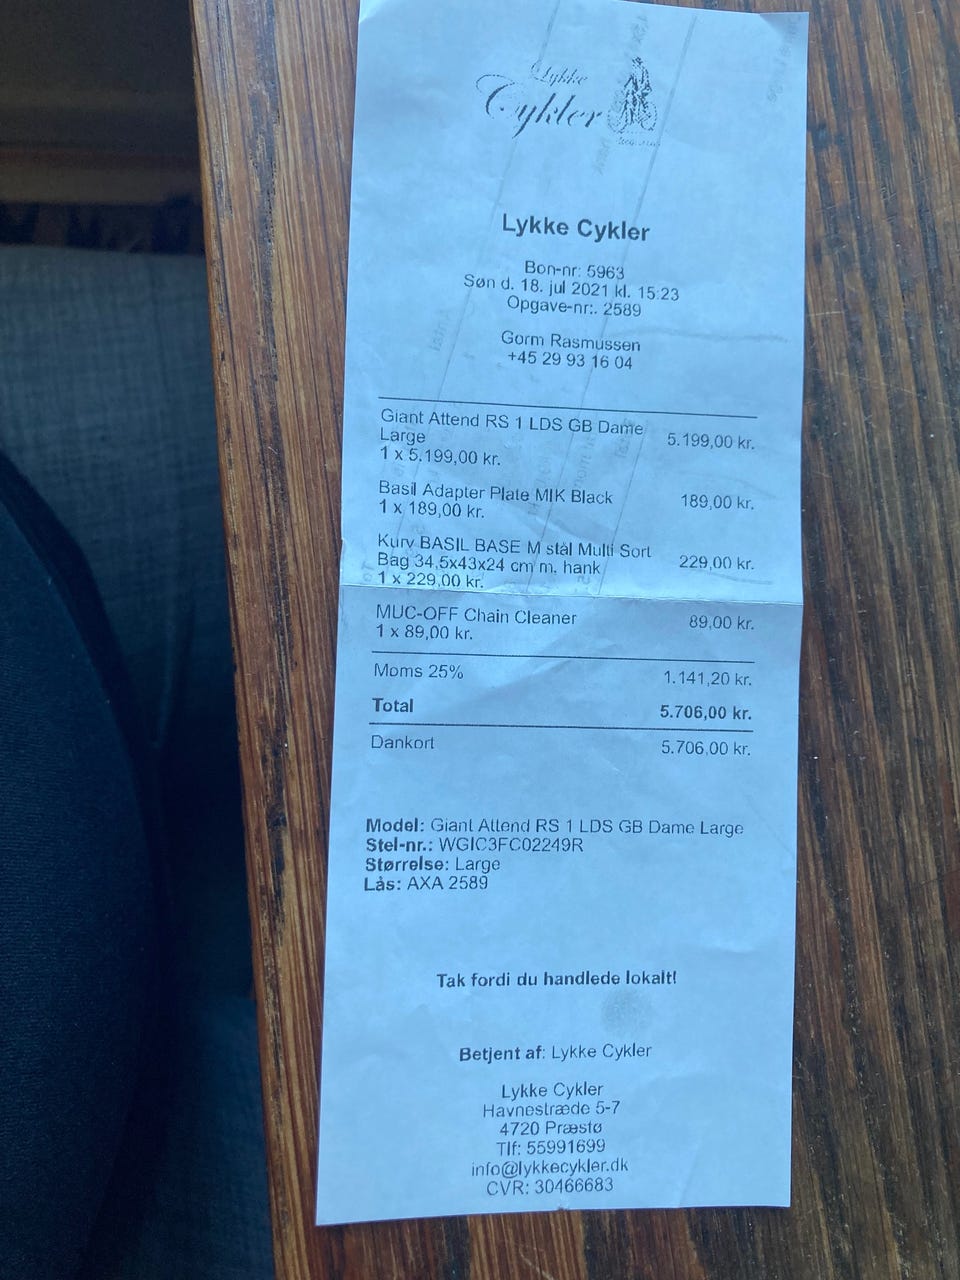 Lykke
Cykler
Lykke Cykler
Bon-nr: 5963
Søn d. 18. jul 2021 kl. 15:23
Opgave-nr:. 2589
Gorm Rasmussen
+45 29 93 16 04
Giant Attend RS 1 LDS GB Dame
Large
5.199,00 kr.
1 x 5.199,00 kr.
Basil Adapter Plate MIK Black
189,00 kr.
1 x 189,00 kr.
Kurv BASIL BASE M stål Multi Sort
Bag 34,5x43x24 cm m. hank
229,00 kr.
1 x 229,00 kr.
MUC-OFF Chain Cleaner
89,00 kr.
1 x 89,00 kr.
Moms 25% 1.141,20 kr.
Total 5.706,00 kr.
Dankort 5.706,00 kr.
Model: Giant Attend RS 1 LDS GB Dame Large
Stel-nr.: WGIC3FC02249R
Størrelse: Large
Lås: AXA 2589
Tak fordi du handlede lokalt!
Betjent af: Lykke Cykler
Lykke Cykler
Havnestræde 5-7
4720 Præstø
Tlf: 55991699
info@lykkecykler.dk
CVR: 30466683